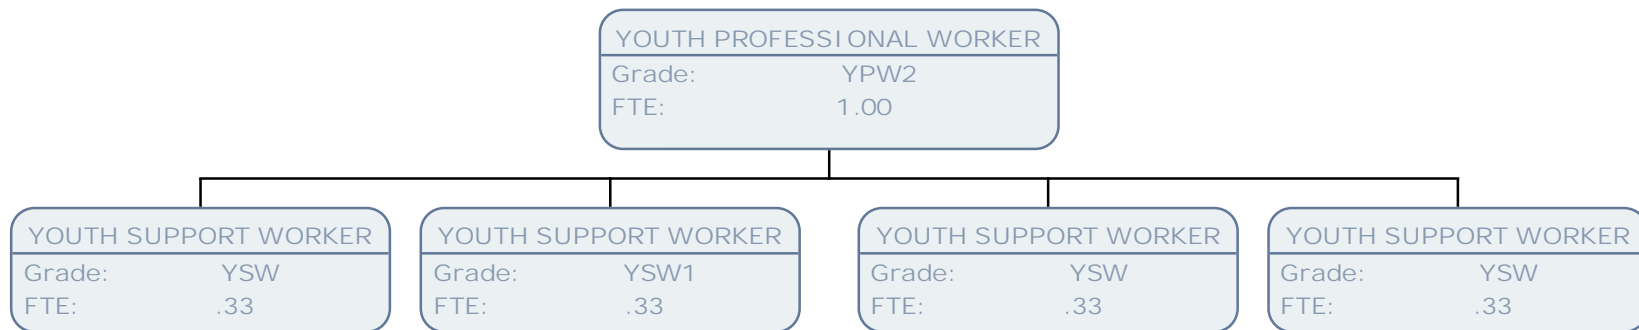 YOUTH PROFESSIONAL WORKER
Grade: YPW2
FTE: 1.00
YOUTH SUPPORT WORKER
Grade: YSW
FTE: .33
YOUTH SUPPORT WORKER
Grade: YSW1
FTE: .33
YOUTH SUPPORT WORKER
Grade: YSW
FTE: .33
YOUTH SUPPORT WORKER
Grade: YSW
FTE: .33